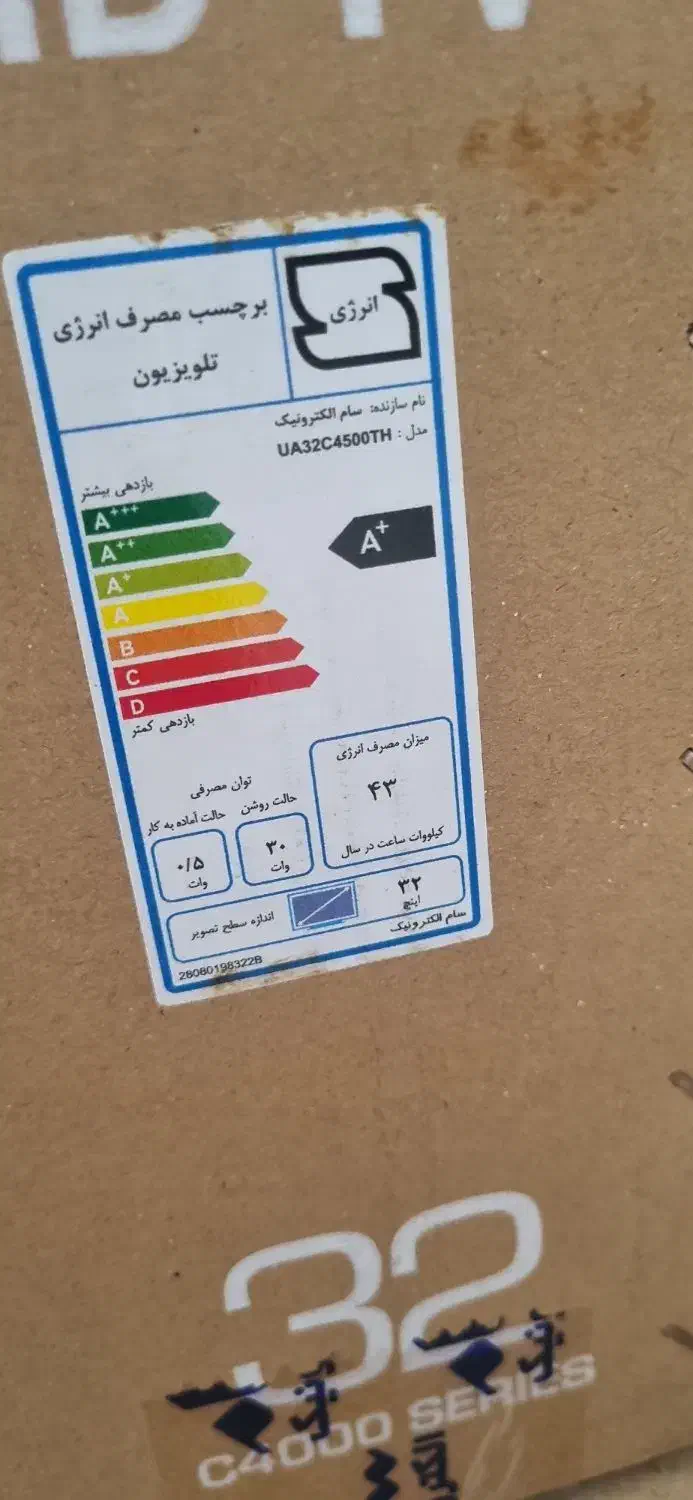 برچسب مصرف انرژی
تلویزیون
انرژی
نام سازنده: سام الکترونیک
مدل: UA32C4500TH
بازدهی بیشتر
A+++
A++
A+
A
B
C
D
A+
بازدهی کمتر
میزان مصرف انرژی
۴۳
کیلووات ساعت در سال
توان مصرفی
حالت روشن
۳۰
وات
حالت آماده به کار
۰/۵
وات
۳۲
اینچ
اندازه سطح تصویر
سام الکترونیک
28080198322B
32
C4000 SERIES